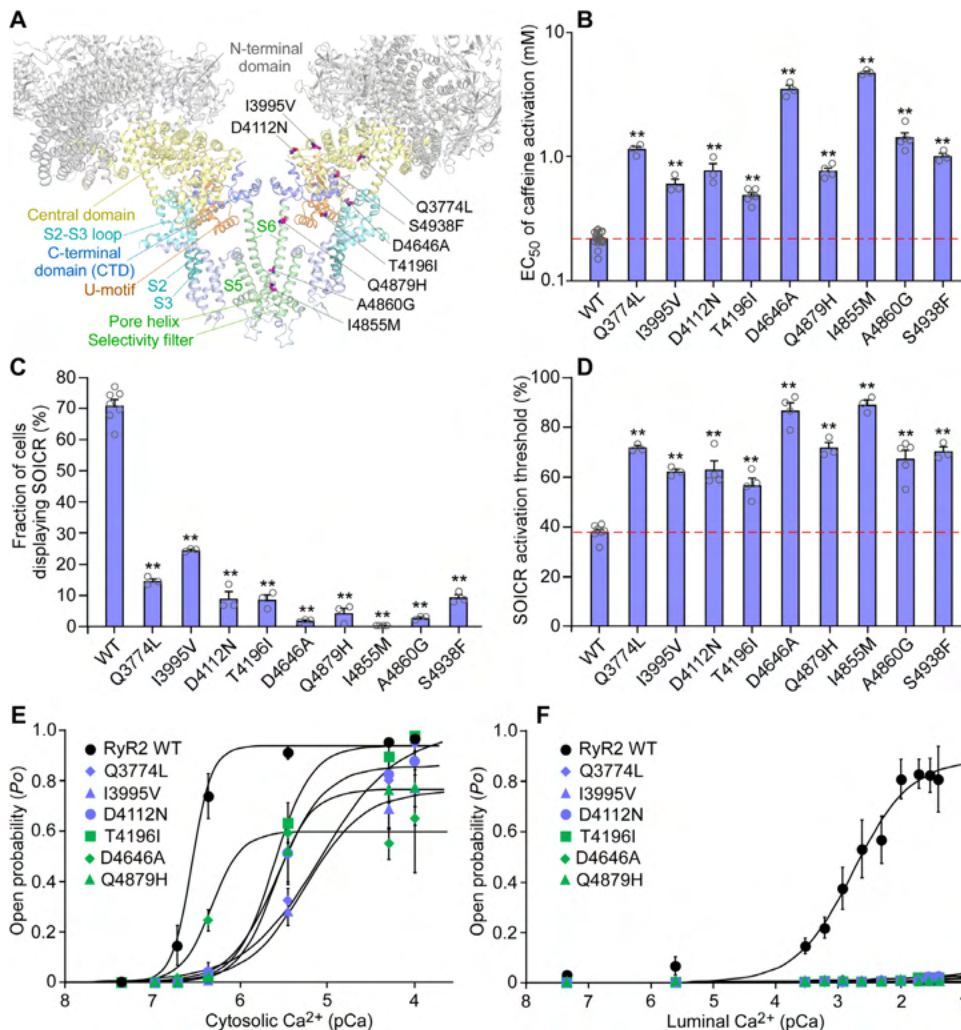 A
N-terminal
domain
I3995V
D4112N
Central domain
S2-S3 loop
C-terminal
domain (CTD)
U-motif
S2
S3
S5
S6
Pore helix
Selectivity filter
Q3774L
S4938F
D4646A
T4196I
Q4879H
A4860G
I4855M
B
EC50 of caffeine activation (mM)
10
1.0
0.1
** ** ** ** ** ** ** ** **
WT Q3774L I3995V D4112N T4196I D4646A Q4879H I4855M A4860G S4938F
C
Fraction of cells
displaying SOICR (%)
80
70
60
50
40
30
20
10
0
** ** ** ** ** ** ** ** **
WT Q3774L I3995V D4112N T4196I D4646A Q4879H I4855M A4860G S4938F
D
SOICR activation threshold (%)
100
80
60
40
20
0
** ** ** ** ** ** ** ** **
WT Q3774L I3995V D4112N T4196I D4646A Q4879H I4855M A4860G S4938F
E
Open probability (Po)
1.0
0.8
0.6
0.4
0.2
0
RyR2 WT
Q3774L
I3995V
D4112N
T4196I
D4646A
Q4879H
8 7 6 5 4
Cytosolic Ca²⁺ (pCa)
F
Open probability (Po)
1.0
0.8
0.6
0.4
0.2
0
RyR2 WT
Q3774L
I3995V
D4112N
T4196I
D4646A
Q4879H
8 7 6 5 4 3 2 1
Luminal Ca²⁺ (pCa)